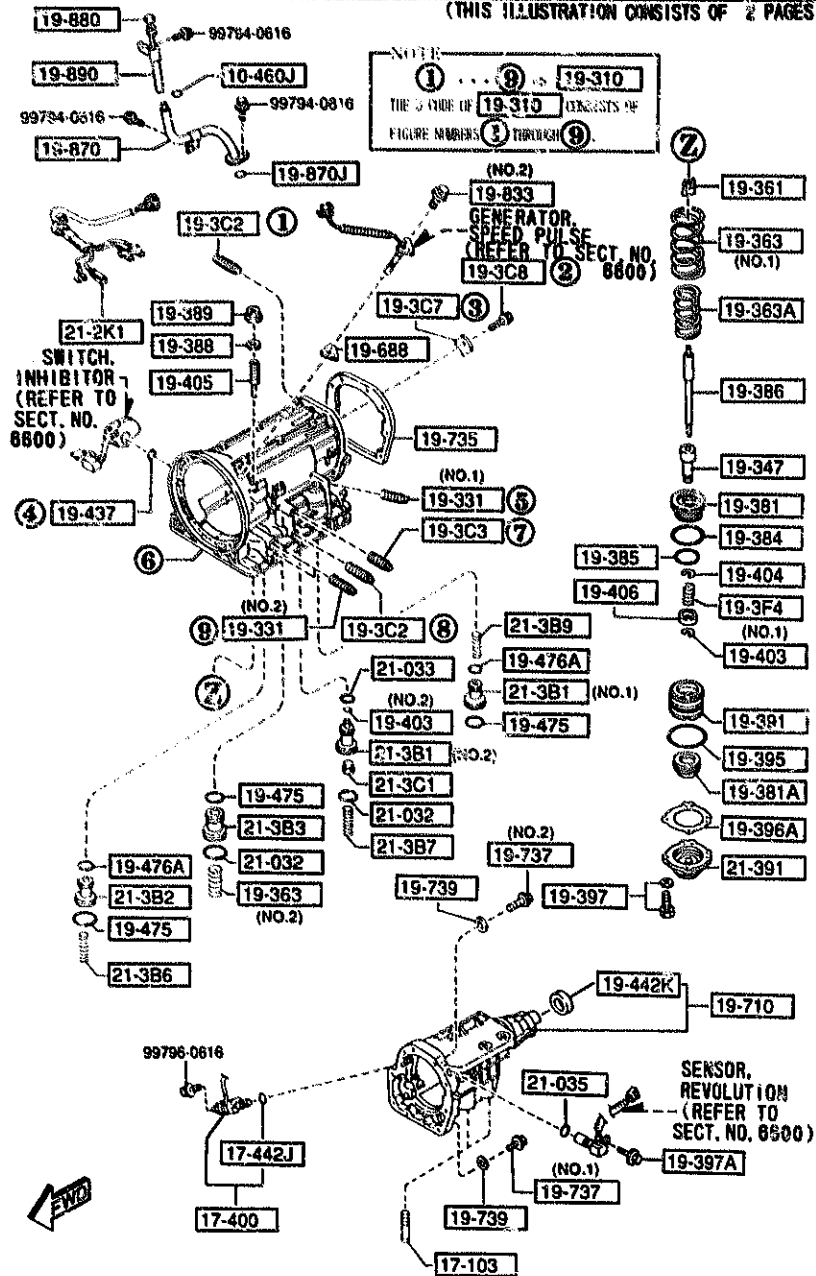 (THIS ILLUSTRATION CONSISTS OF 2 PAGES
19-880
99794-0616
19-890
10-460J
99794-0616
99794-0816
19-870
19-870J
NOTE
① ... ⑨ 19-310
THE CODE OF 19-310 CONSISTS OF
FIGURE NUMBERS ① THROUGH ⑨.
Z
19-361
19-363
(NO.1)
19-363A
19-386
19-347
19-381
19-384
19-385
19-404
19-406
19-3F4
(NO.1)
19-403
19-391
19-395
19-381A
19-396A
21-391
19-397
(NO.2)
19-833
GENERATOR,
SPEED PULSE
(REFER TO SECT. NO.
6600)
19-3C2 ①
19-3C8 ②
19-3C7 ③
19-688
21-2K1
19-389
19-388
19-405
SWITCH,
INHIBITOR
(REFER TO
SECT. NO.
6600)
19-735
(NO.1)
19-331 ⑤
④ 19-437
19-3C3 ⑦
⑥
(NO.2)
⑨ 19-331
19-3C2 ⑧
Z
21-3B9
19-476A
21-3B1 (NO.1)
19-475
21-033
(NO.2)
19-403
21-3B1 (NO.2)
21-3C1
21-032
21-3B7
19-475
21-3B3
21-032
19-363
(NO.2)
19-476A
21-3B2
19-475
21-3B6
(NO.2)
19-737
19-739
19-442K
19-710
99796-0616
17-442J
17-400
21-035
SENSOR,
REVOLUTION
(REFER TO
SECT. NO. 6600)
19-397A
(NO.1)
19-737
19-739
17-103
FWD